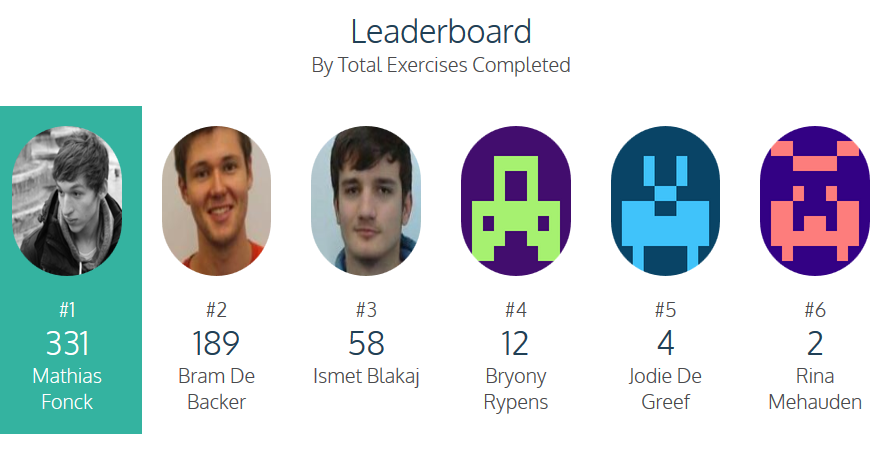 Leaderboard
By Total Exercises Completed
#1
331
Mathias
Fonck
#2
189
Bram De
Backer
#3
58
Ismet Blakaj
#4
12
Bryony
Rypens
#5
4
Jodie De
Greef
#6
2
Rina
Mehauden